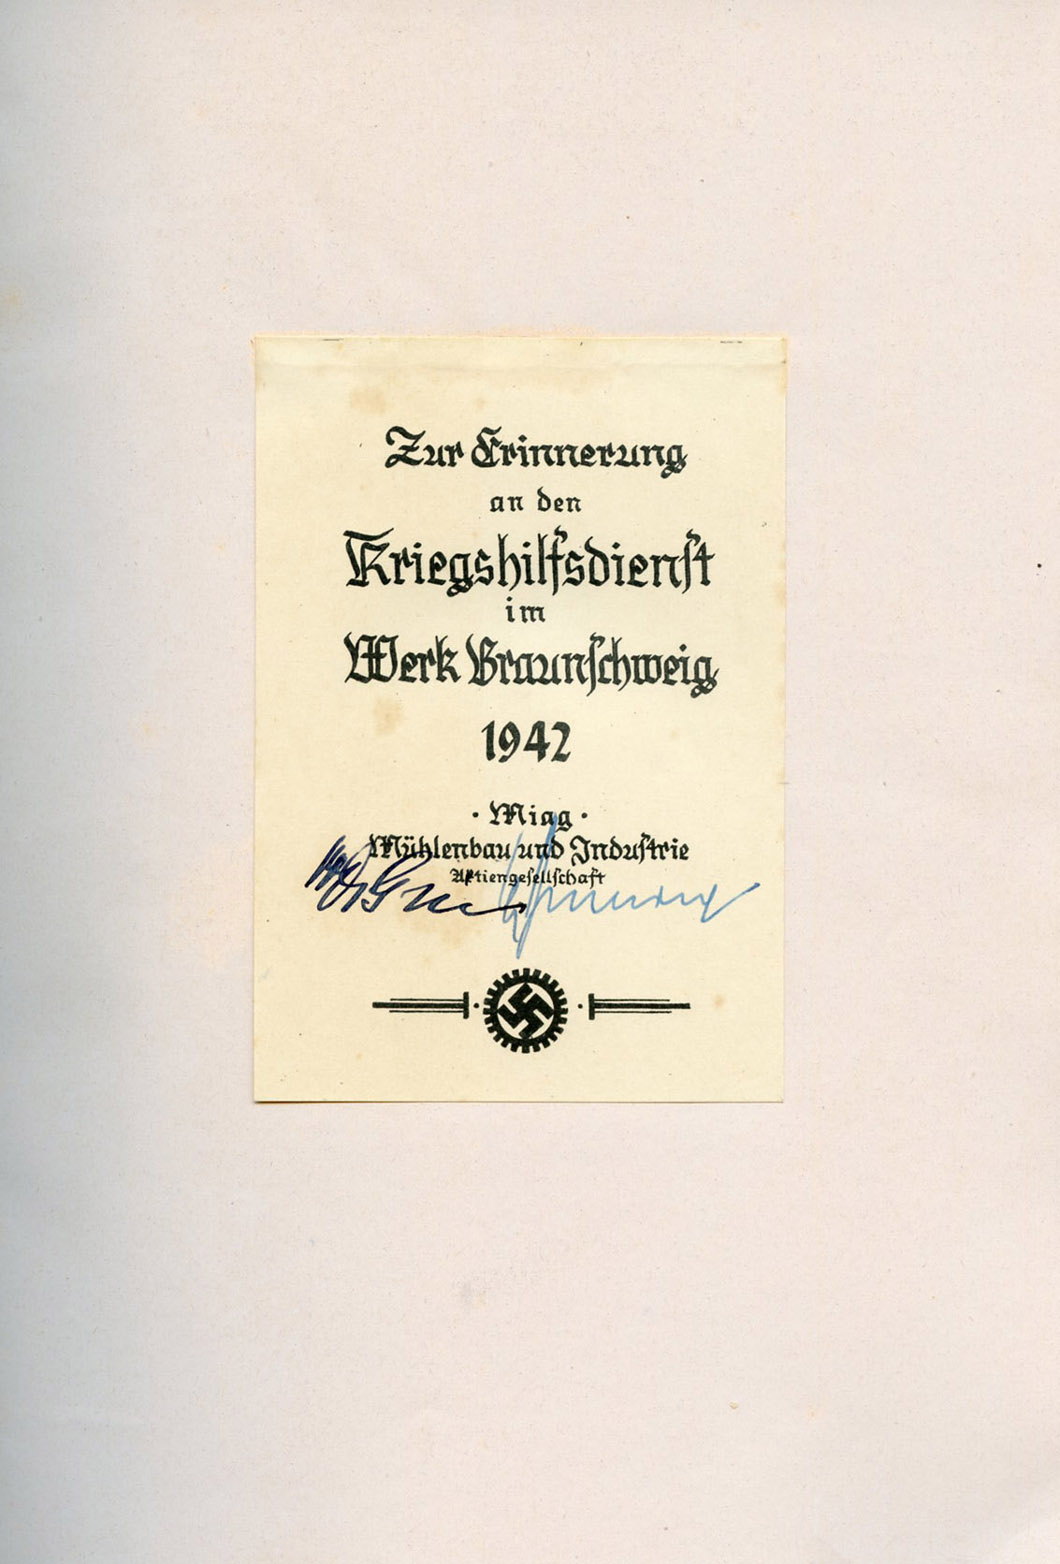 Zur Erinnerung
an den
Kriegshilfsdienst
im
Werk Braunschweig
1942
· Miag ·
Mühlenbau und Industrie
Aktiengesellschaft